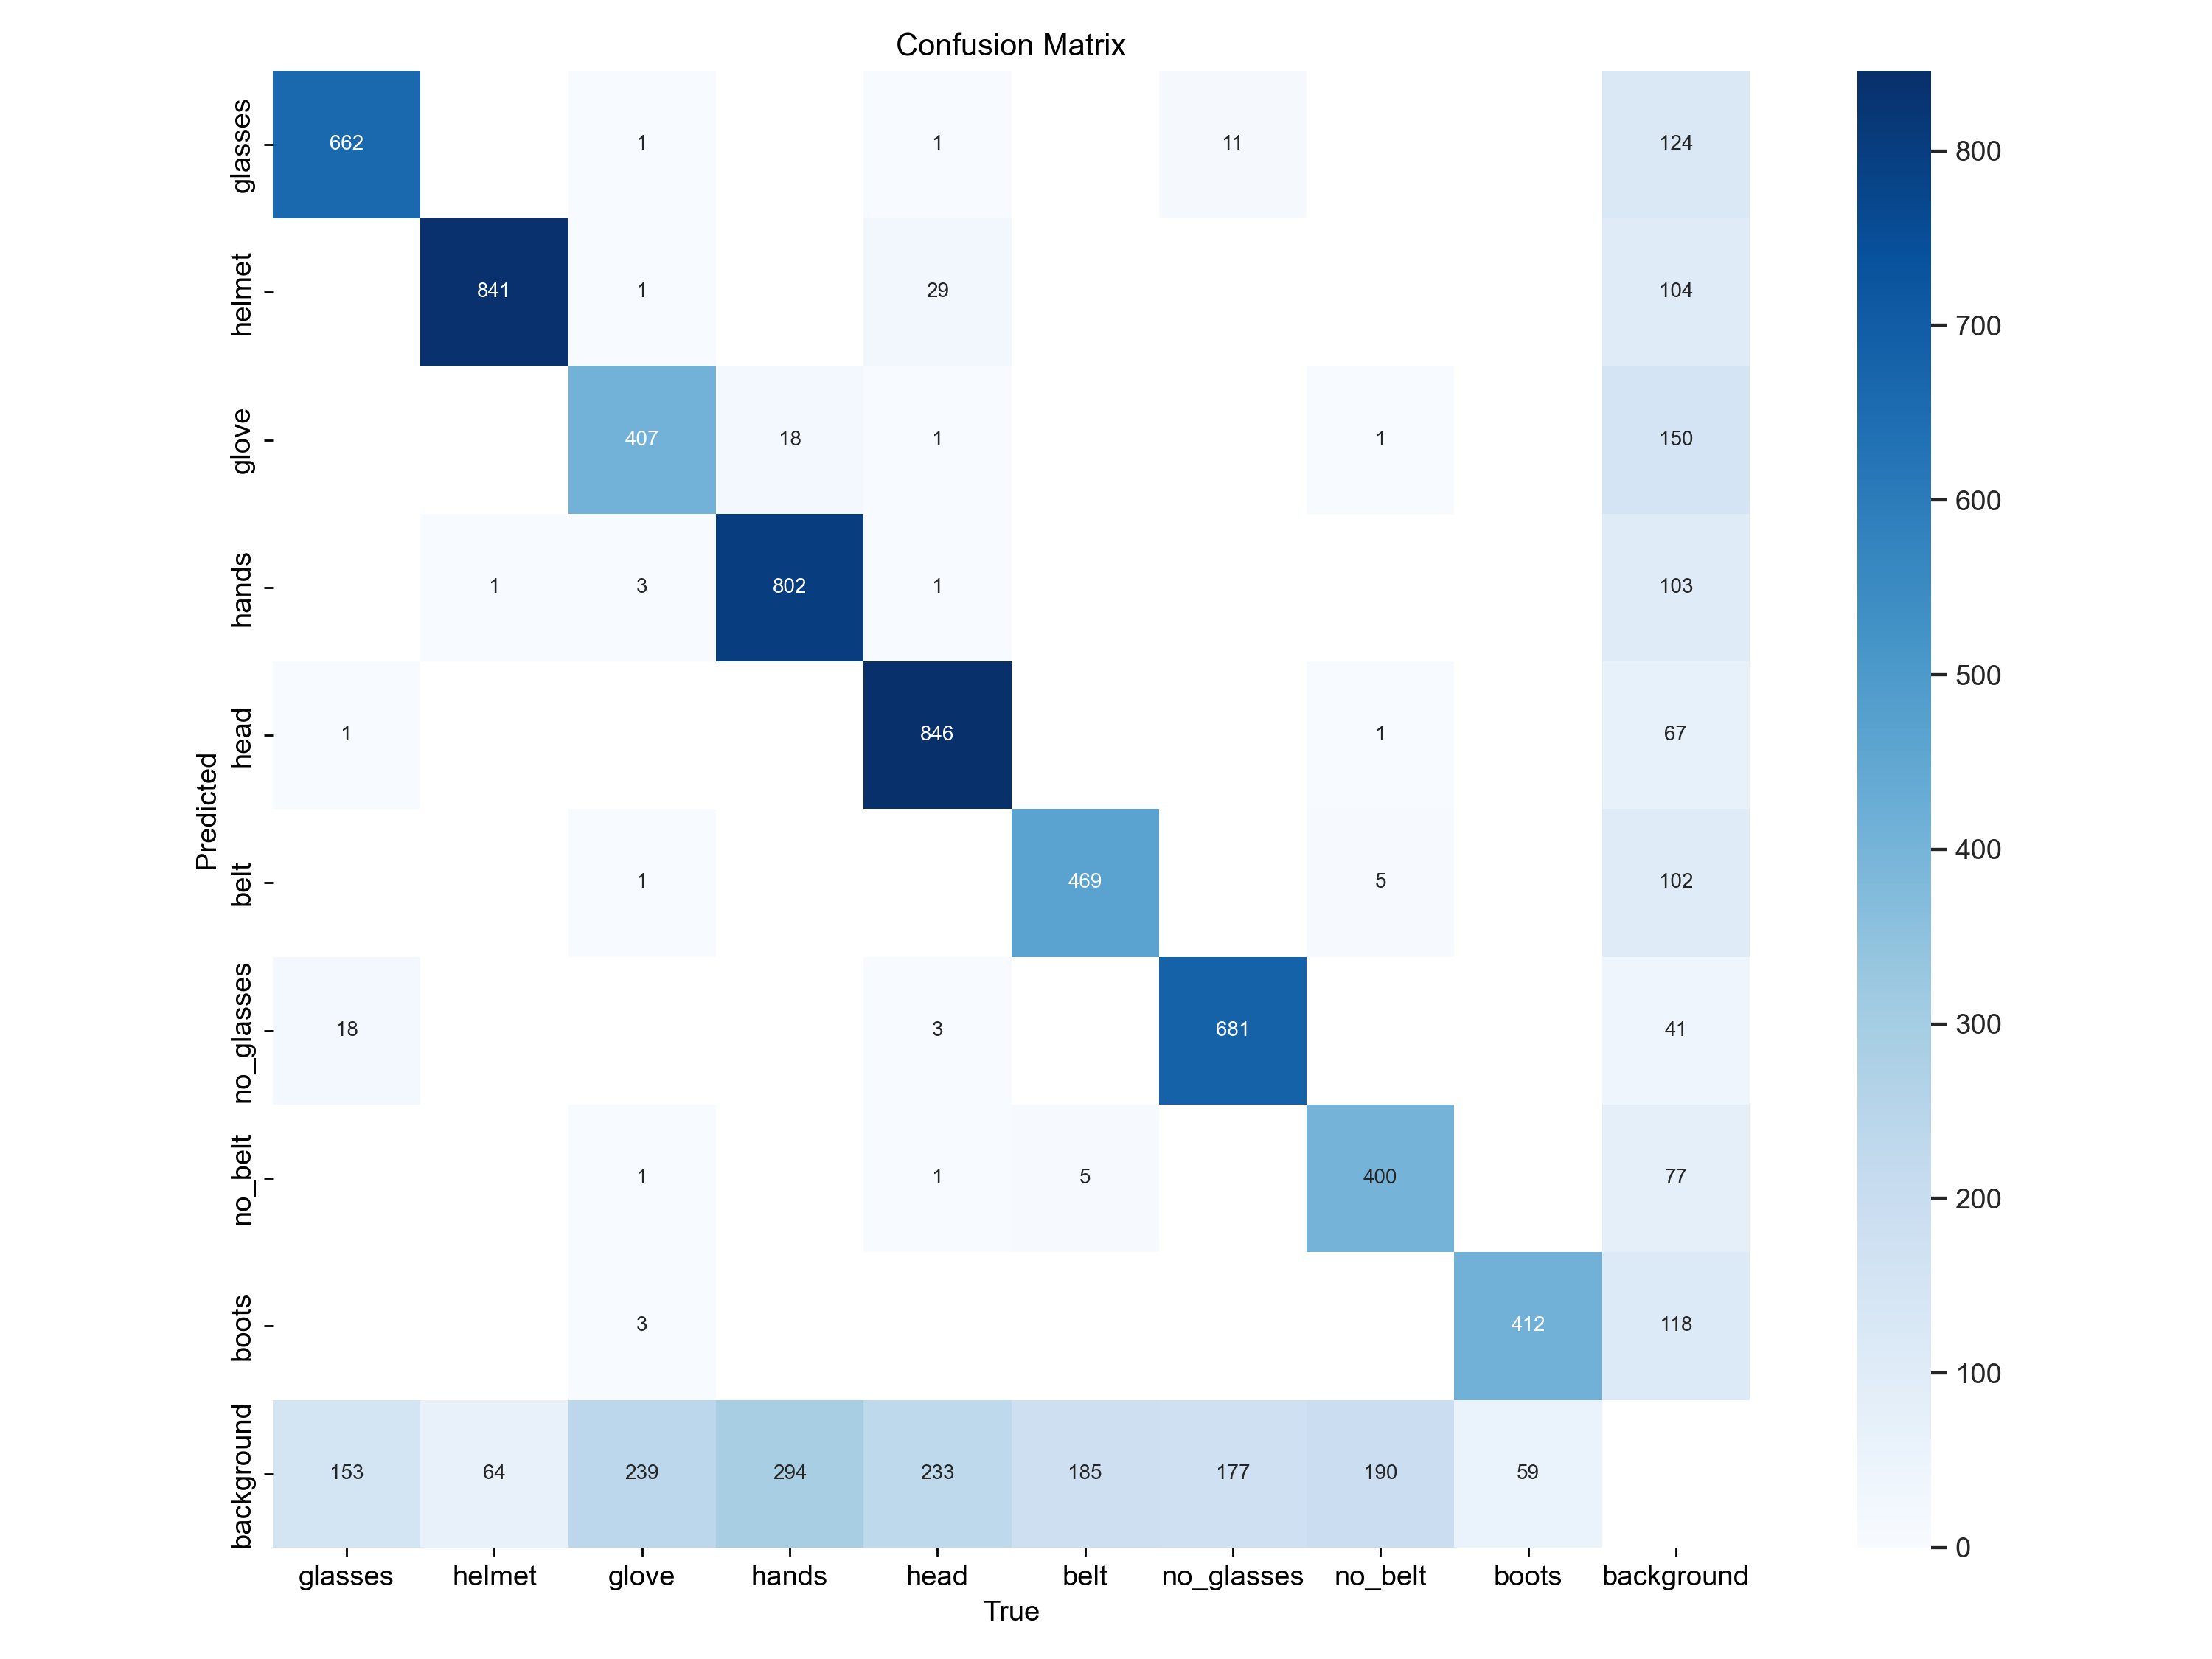 Confusion Matrix
glasses 662 1 1 11 124
helmet 841 1 29 104
glove 407 18 1 1 150
hands 1 3 802 1 103
head 1 846 1 67
belt 1 469 5 102
no_glasses 18 3 681 41
no_belt 1 1 5 400 77
boots 3 412 118
background 153 64 239 294 233 185 177 190 59
glasses helmet glove hands head belt no_glasses no_belt boots background
True
Predicted
800
700
600
500
400
300
200
100
0